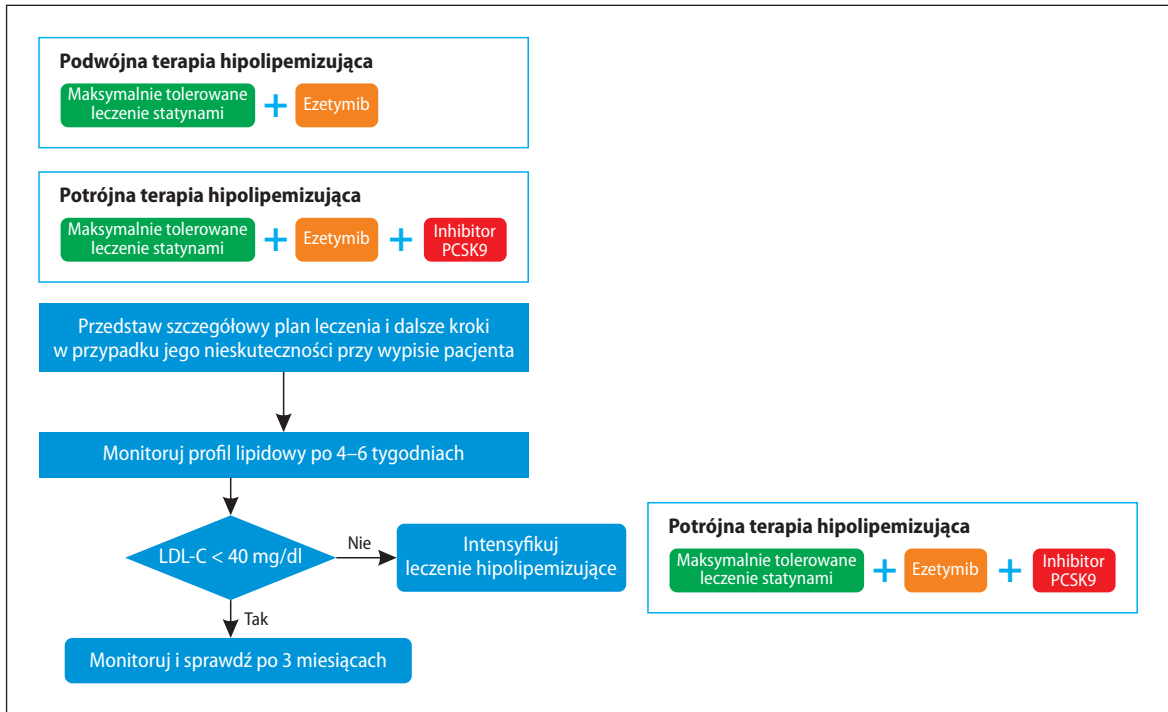 Podwójna terapia hipolipemizująca
Maksymalnie tolerowane
leczenie statynami
+
Ezetymib
Potrójna terapia hipolipemizująca
Maksymalnie tolerowane
leczenie statynami
+
Ezetymib
+
Inhibitor
PCSK9
Przedstaw szczegółowy plan leczenia i dalsze kroki
w przypadku jego nieskuteczności przy wypisie pacjenta
Monitoruj profil lipidowy po 4–6 tygodniach
LDL-C < 40 mg/dl
Nie
Intensyfikuj
leczenie hipolipemizujące
Potrójna terapia hipolipemizująca
Maksymalnie tolerowane
leczenie statynami
+
Ezetymib
+
Inhibitor
PCSK9
Tak
Monitoruj i sprawdź po 3 miesiącach